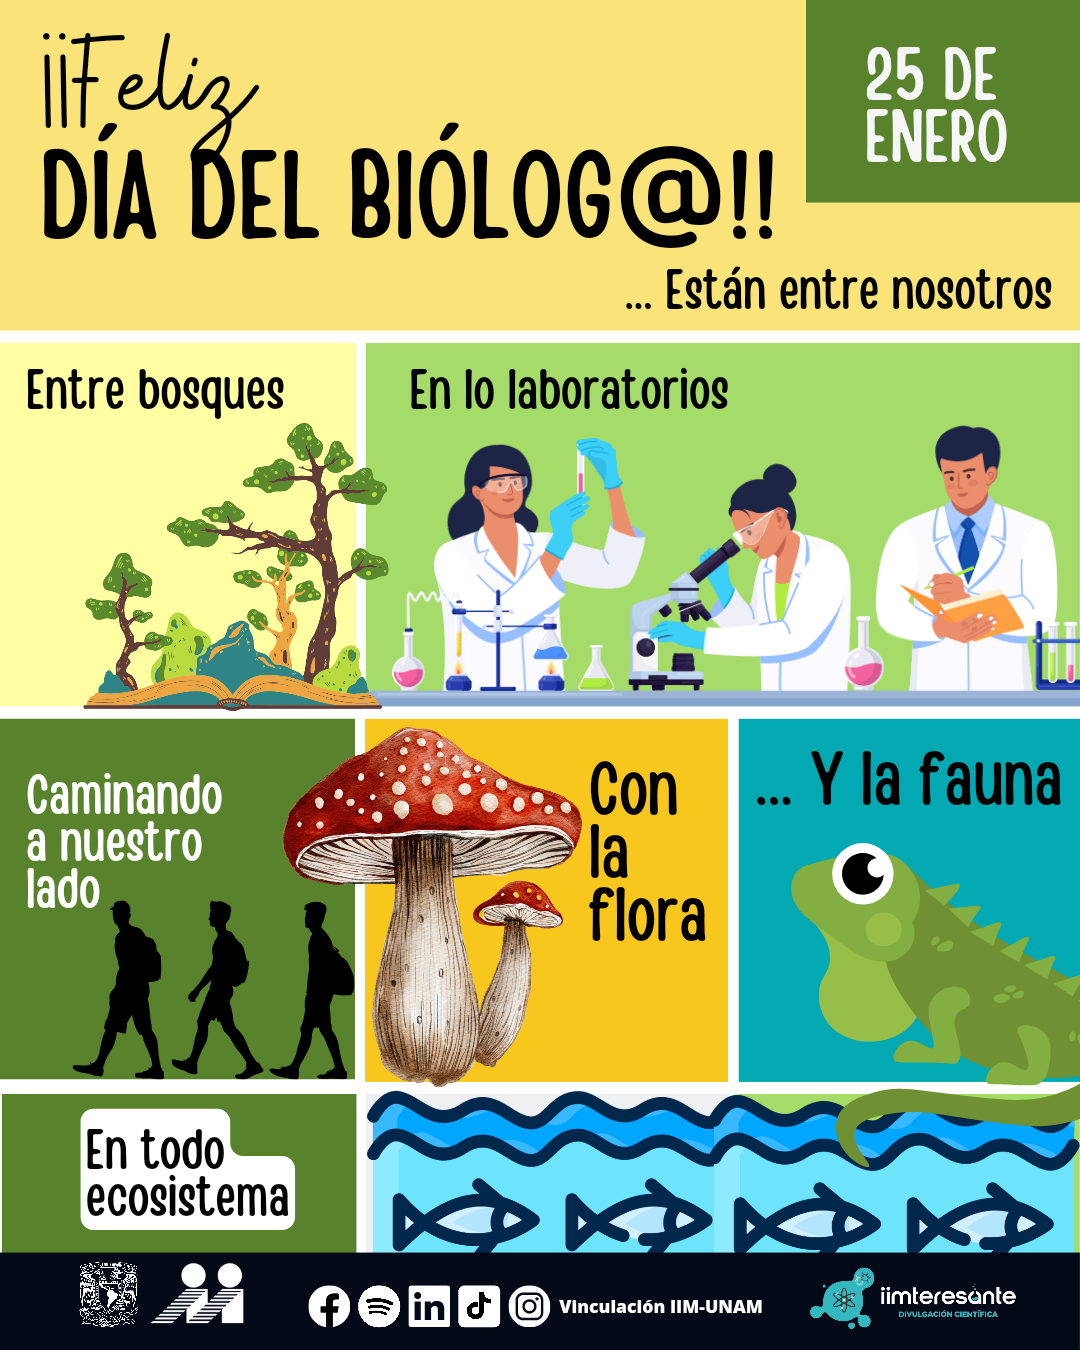 ¡¡Feliz
DÍA DEL BIÓLOG@!!
25 DE
ENERO
... Están entre nosotros
Entre bosques
En lo laboratorios
Caminando
a nuestro
lado
Con
la
flora
... Y la fauna
En todo
ecosistema
Vinculación IIM-UNAM
iimteresante
DIVULGACIÓN CIENTÍFICA